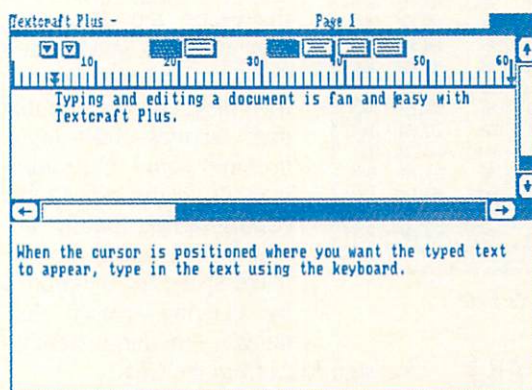 Textcraft Plus - Page 1
10 20 30 40 50 60
Typing and editing a document is fan and easy with
Textcraft Plus.
When the cursor is positioned where you want the typed text
to appear, type in the text using the keyboard.